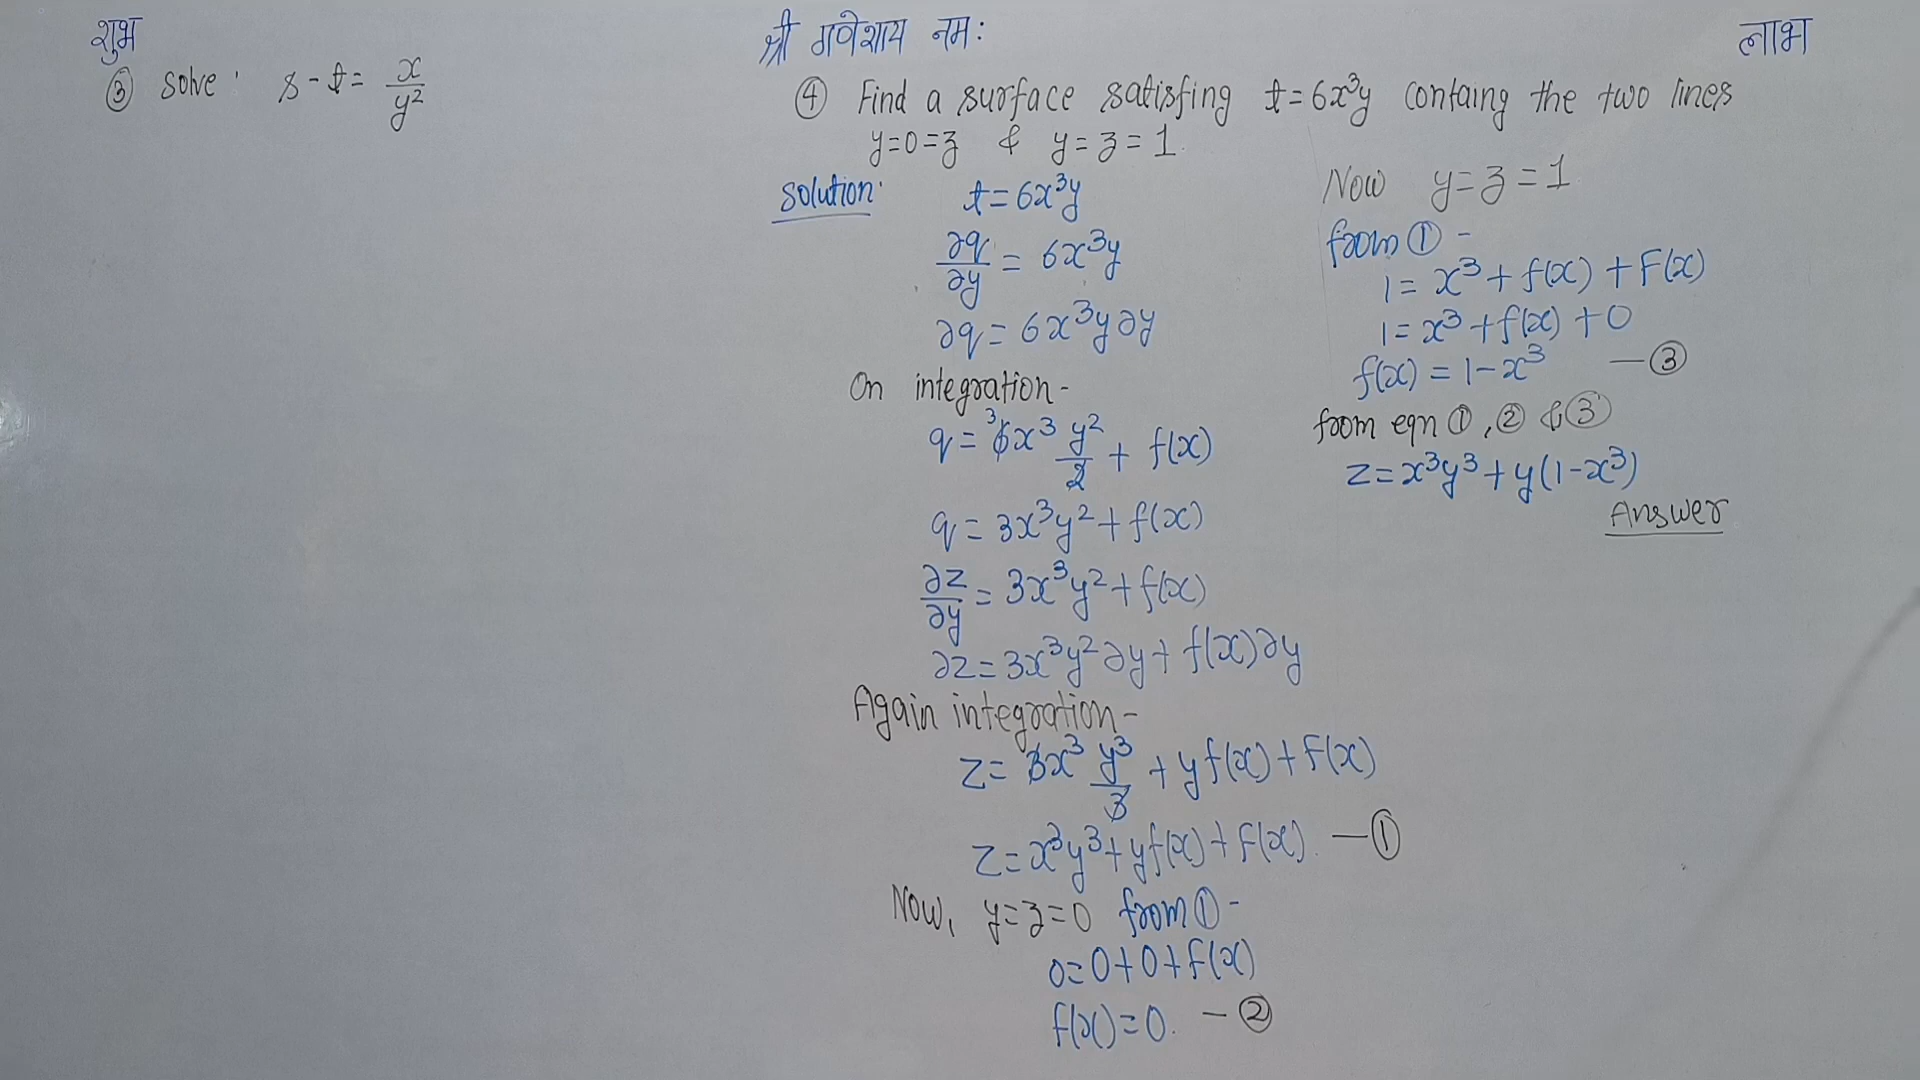 शुभ
श्री गणेशाय नमः
लाभ
③ Solve: s - t = x/y²
④ Find a surface satisfing t = 6x³y containg the two lines
y=0=z & y=z=1.
Solution: t = 6x³y
∂q/∂y = 6x³y
∂q = 6x³y∂y
On integration-
q = ³6x³ y²/2 + f(x)
q = 3x³y² + f(x)
∂z/∂y = 3x³y² + f(x)
∂z = 3x³y²∂y + f(x)∂y
Again integration-
z = 3x³ y³/3 + yf(x) + F(x)
z = x³y³ + yf(x) + F(x). —①
Now, y=z=0 from ① -
0 = 0+0+F(x)
F(x) = 0. — ②
Now y=z=1
from ① -
1 = x³ + f(x) + F(x)
1 = x³ + f(x) + 0
f(x) = 1-x³ —③
from eqn ①, ② & ③
z = x³y³ + y(1-x³)
Answer